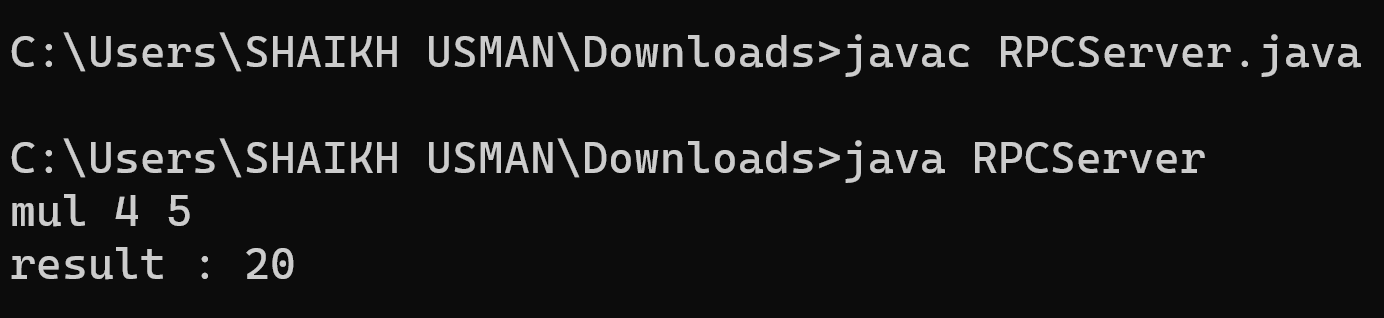 C:\Users\SHAIKH USMAN\Downloads>javac RPCServer.java
C:\Users\SHAIKH USMAN\Downloads>java RPCServer
mul 4 5
result : 20